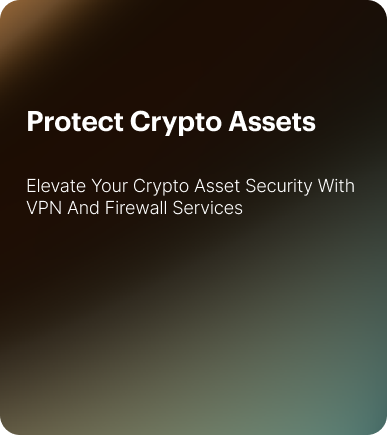 Protect Crypto Assets
Elevate Your Crypto Asset Security With
VPN And Firewall Services